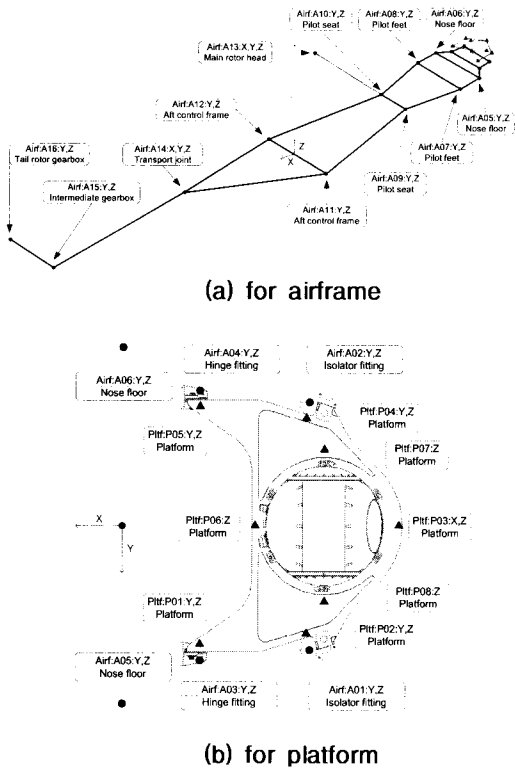 Airf:A10:Y,Z
Pilot seat
Airf:A08:Y,Z
Pilot feet
Airf:A06:Y,Z
Nose floor
Airf:A13:X,Y,Z
Main rotor head
Airf:A12:Y,Z
Aft control frame
Airf:A16:Y,Z
Tail rotor gearbox
Airf:A14:X,Y,Z
Transport joint
Airf:A15:Y,Z
Intermediate gearbox
Z
X
Airf:A05:Y,Z
Nose floor
Airf:A07:Y,Z
Pilot feet
Airf:A09:Y,Z
Pilot seat
Airf:A11:Y,Z
Aft control frame
(a) for airframe
Airf:A04:Y,Z
Hinge fitting
Airf:A02:Y,Z
Isolator fitting
Airf:A06:Y,Z
Nose floor
Pltf:P04:Y,Z
Platform
Pltf:P05:Y,Z
Platform
Pltf:P07:Z
Platform
X
Y
Pltf:P06:Z
Platform
Pltf:P03:X,Z
Platform
Pltf:P01:Y,Z
Platform
Pltf:P08:Z
Platform
Pltf:P02:Y,Z
Platform
Airf:A05:Y,Z
Nose floor
Airf:A03:Y,Z
Hinge fitting
Airf:A01:Y,Z
Isolator fitting
(b) for platform